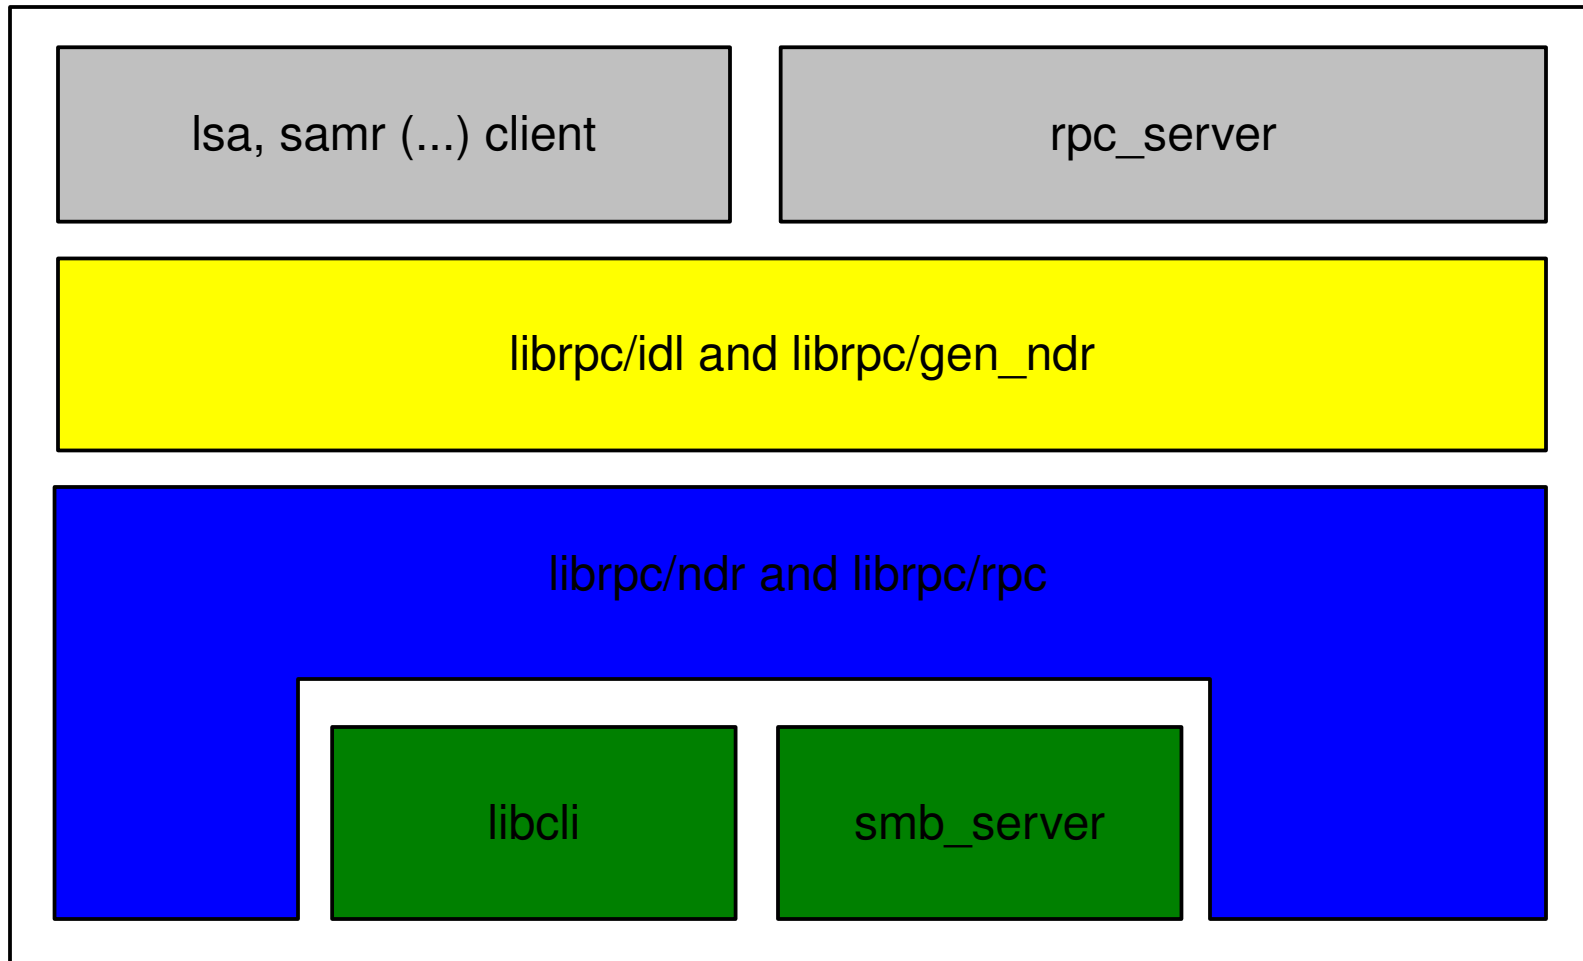 lsa, samr (...) client
rpc_server
librpc/idl and librpc/gen_ndr
librpc/ndr and librpc/rpc
libcli
smb_server